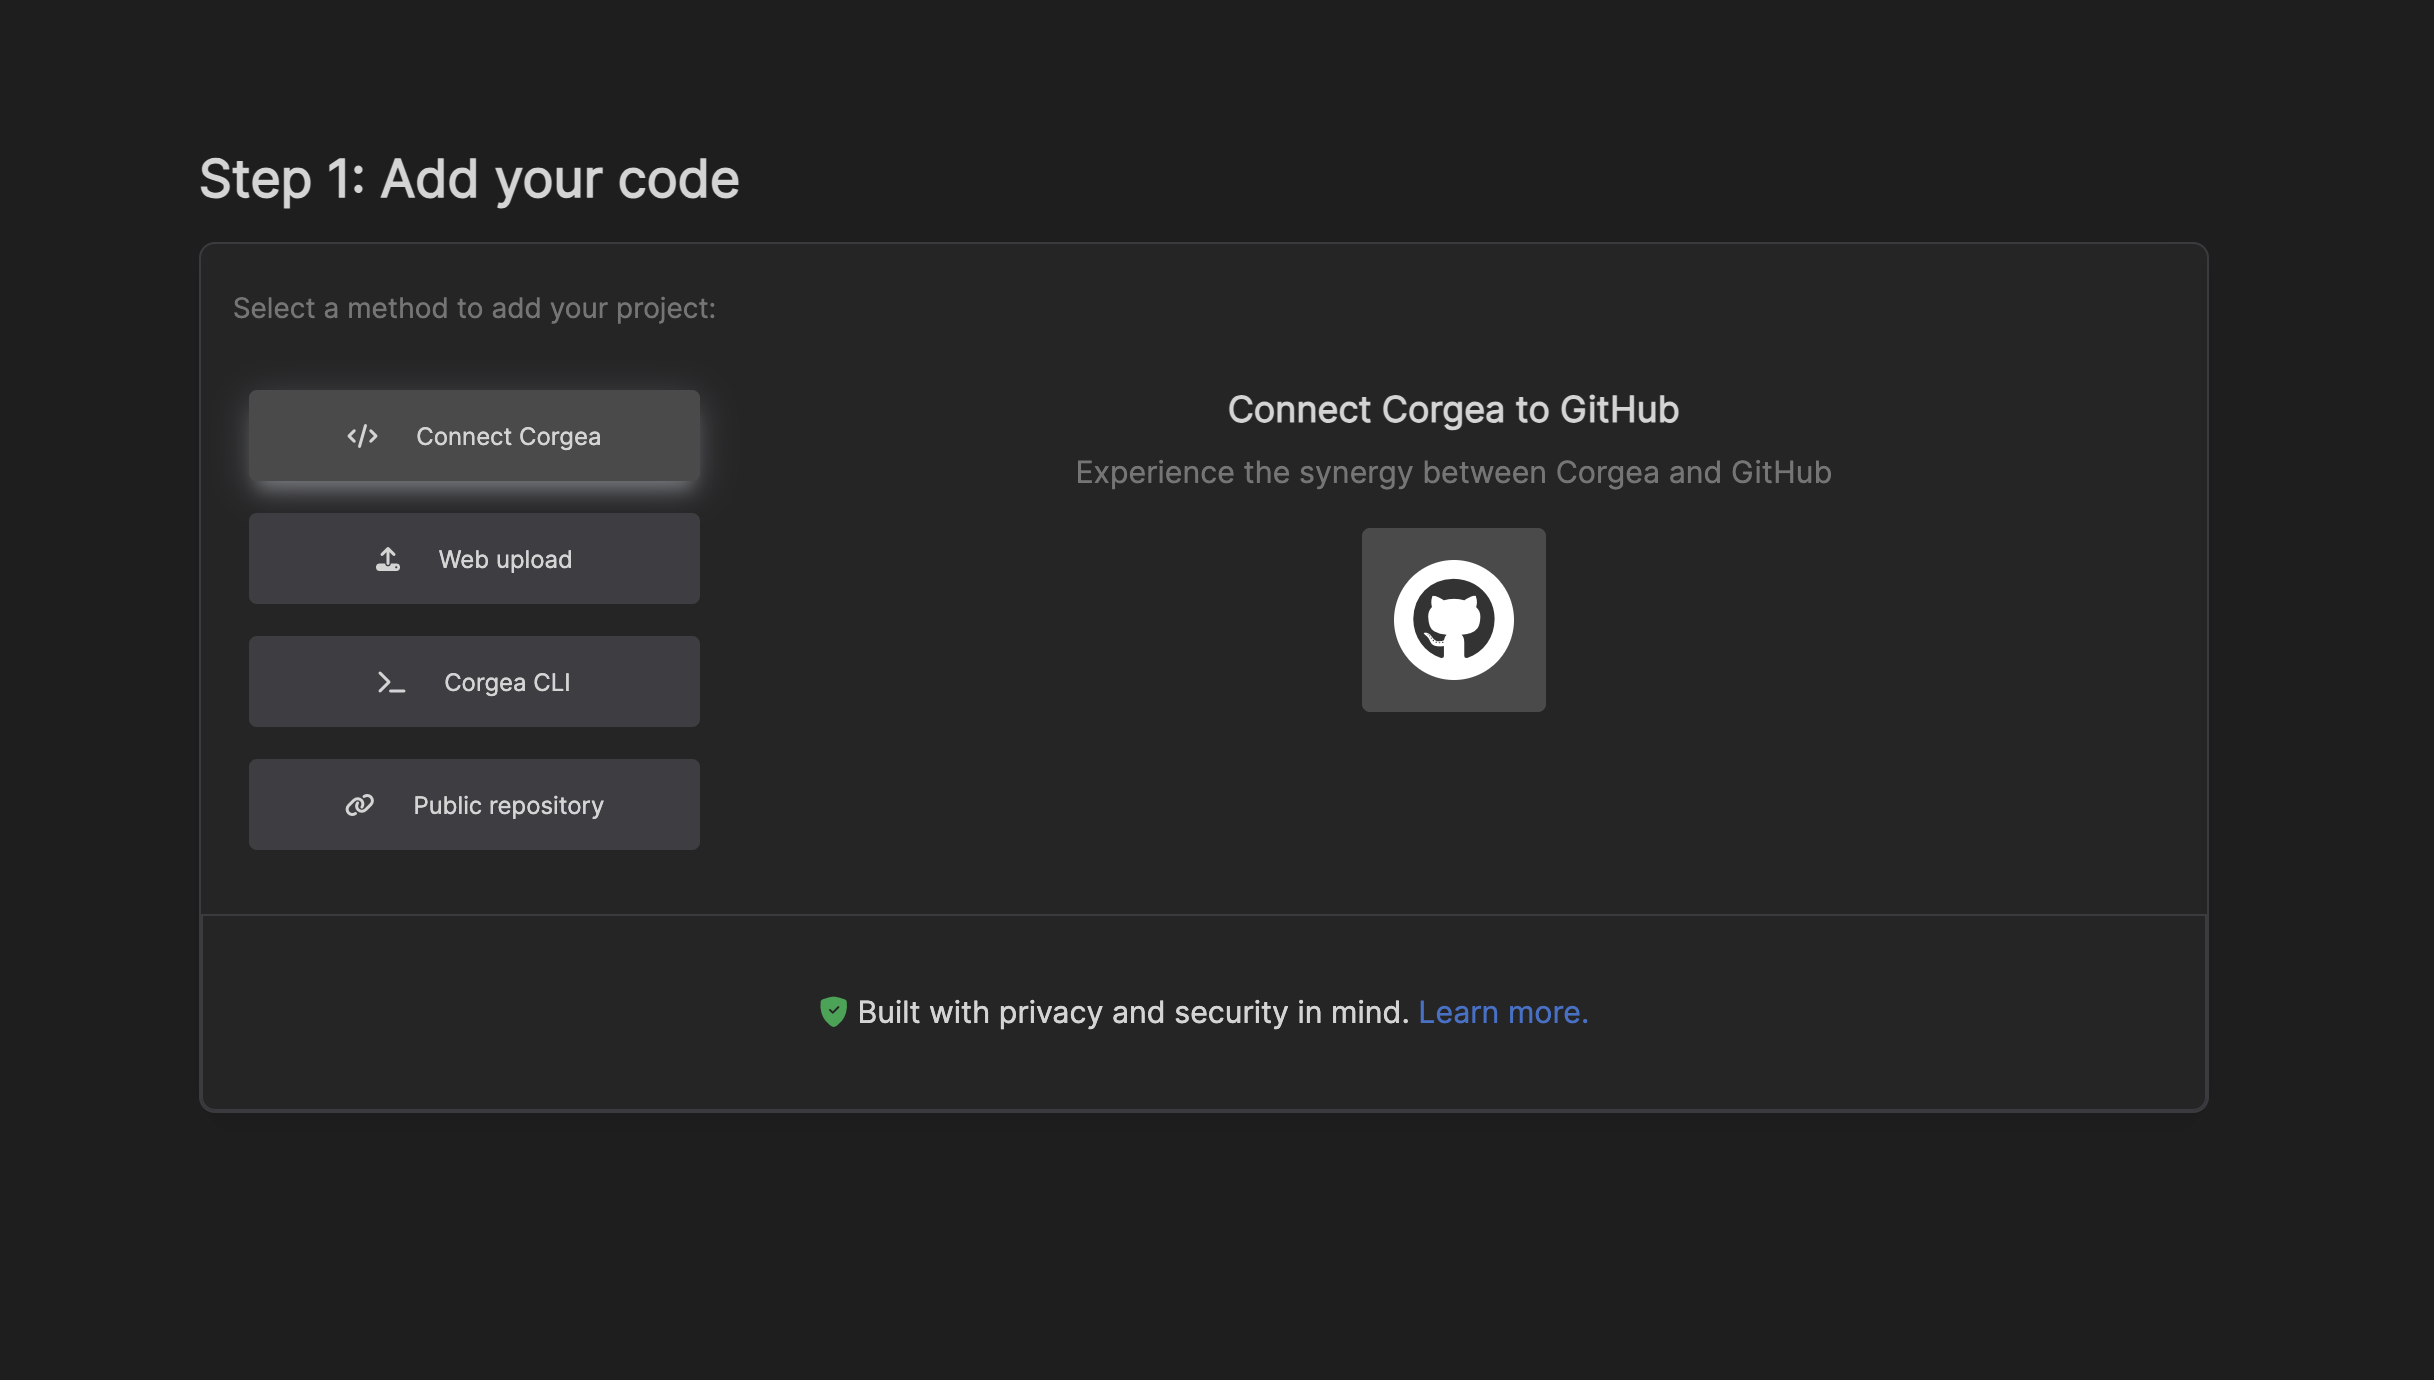 Step 1: Add your code
Select a method to add your project:
Connect Corgea
Web upload
Corgea CLI
Public repository
Connect Corgea to GitHub
Experience the synergy between Corgea and GitHub
Built with privacy and security in mind. Learn more.